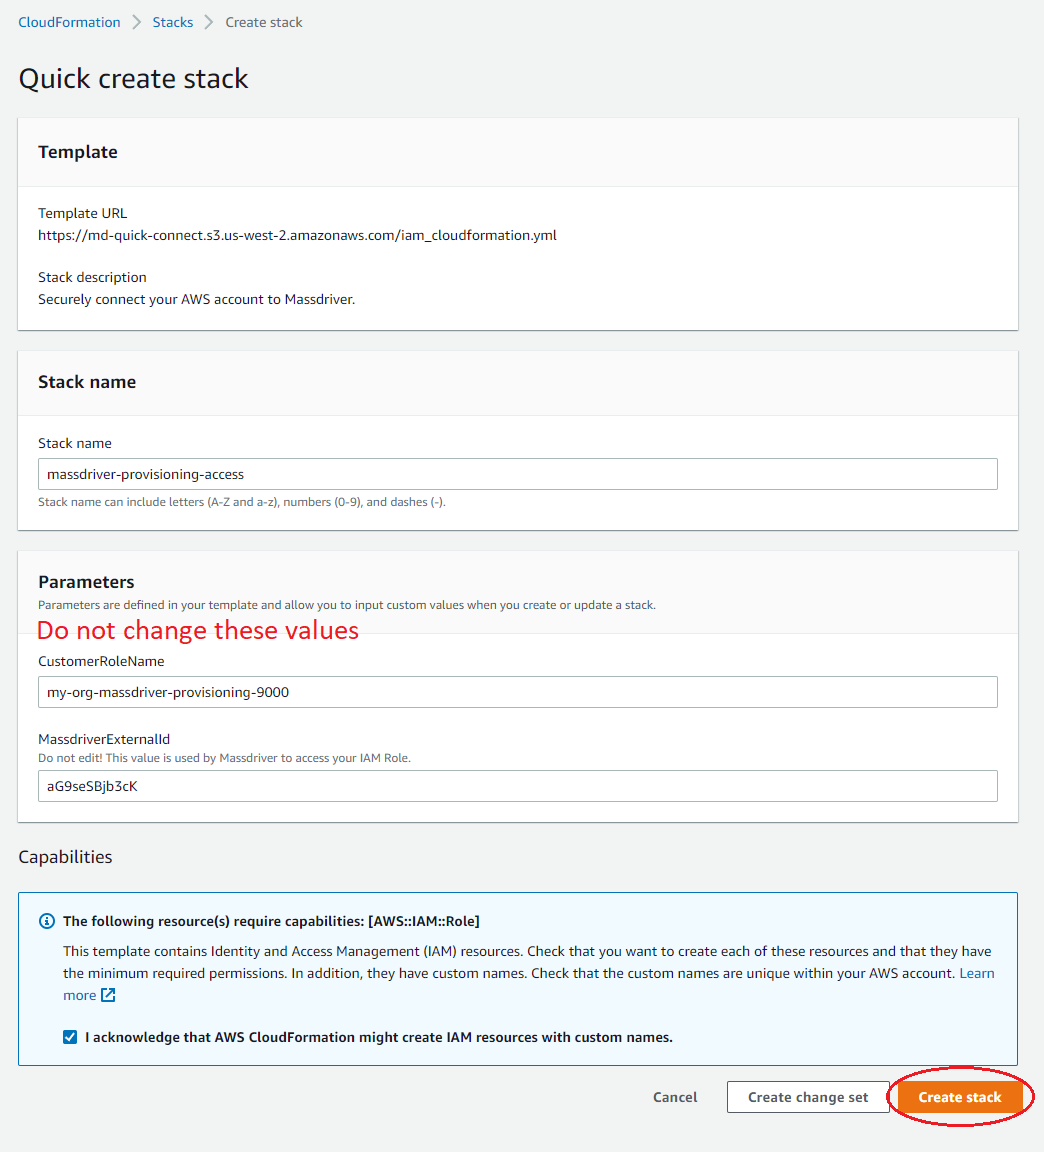 CloudFormation > Stacks > Create stack
Quick create stack
Template
Template URL
https://md-quick-connect.s3.us-west-2.amazonaws.com/iam_cloudformation.yml
Stack description
Securely connect your AWS account to Massdriver.
Stack name
Stack name
massdriver-provisioning-access
Stack name can include letters (A-Z and a-z), numbers (0-9), and dashes (-).
Parameters
Parameters are defined in your template and allow you to input custom values when you create or update a stack.
Do not change these values
CustomerRoleName
my-org-massdriver-provisioning-9000
MassdriverExternalId
Do not edit! This value is used by Massdriver to access your IAM Role.
aG9seSBjb3cK
Capabilities
The following resource(s) require capabilities: [AWS::IAM::Role]
This template contains Identity and Access Management (IAM) resources. Check that you want to create each of these resources and that they have
the minimum required permissions. In addition, they have custom names. Check that the custom names are unique within your AWS account. Learn
more
I acknowledge that AWS CloudFormation might create IAM resources with custom names.
Cancel Create change set Create stack